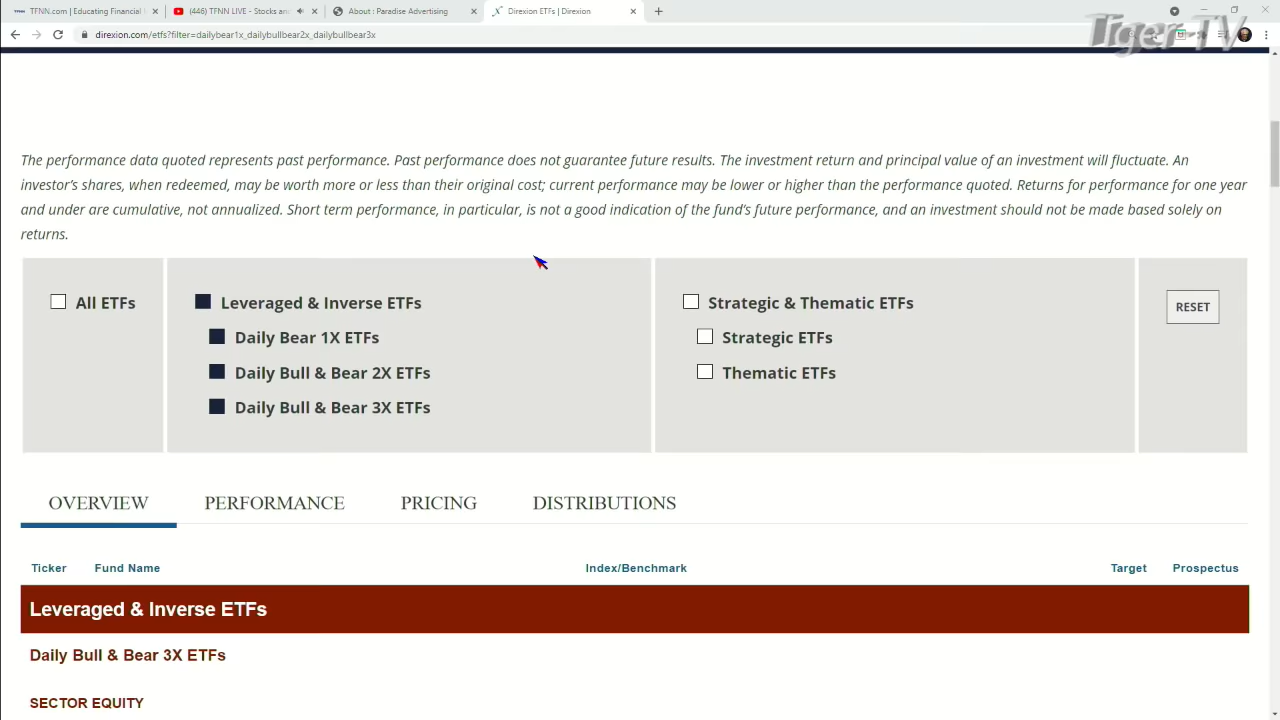 TFNN.com | Educating Financial
(446) TFNN LIVE - Stocks and
About : Paradise Advertising
Direxion ETFs | Direxion
direxion.com/etfs?filter=dailybear1x_dailybullbear2x_dailybullbear3x
Tiger TV
The performance data quoted represents past performance. Past performance does not guarantee future results. The investment return and principal value of an investment will fluctuate. An
investor's shares, when redeemed, may be worth more or less than their original cost; current performance may be lower or higher than the performance quoted. Returns for performance for one year
and under are cumulative, not annualized. Short term performance, in particular, is not a good indication of the fund's future performance, and an investment should not be made based solely on
returns.
All ETFs
Leveraged & Inverse ETFs
Daily Bear 1X ETFs
Daily Bull & Bear 2X ETFs
Daily Bull & Bear 3X ETFs
Strategic & Thematic ETFs
Strategic ETFs
Thematic ETFs
RESET
OVERVIEW PERFORMANCE PRICING DISTRIBUTIONS
Ticker Fund Name Index/Benchmark Target Prospectus
Leveraged & Inverse ETFs
Daily Bull & Bear 3X ETFs
SECTOR EQUITY